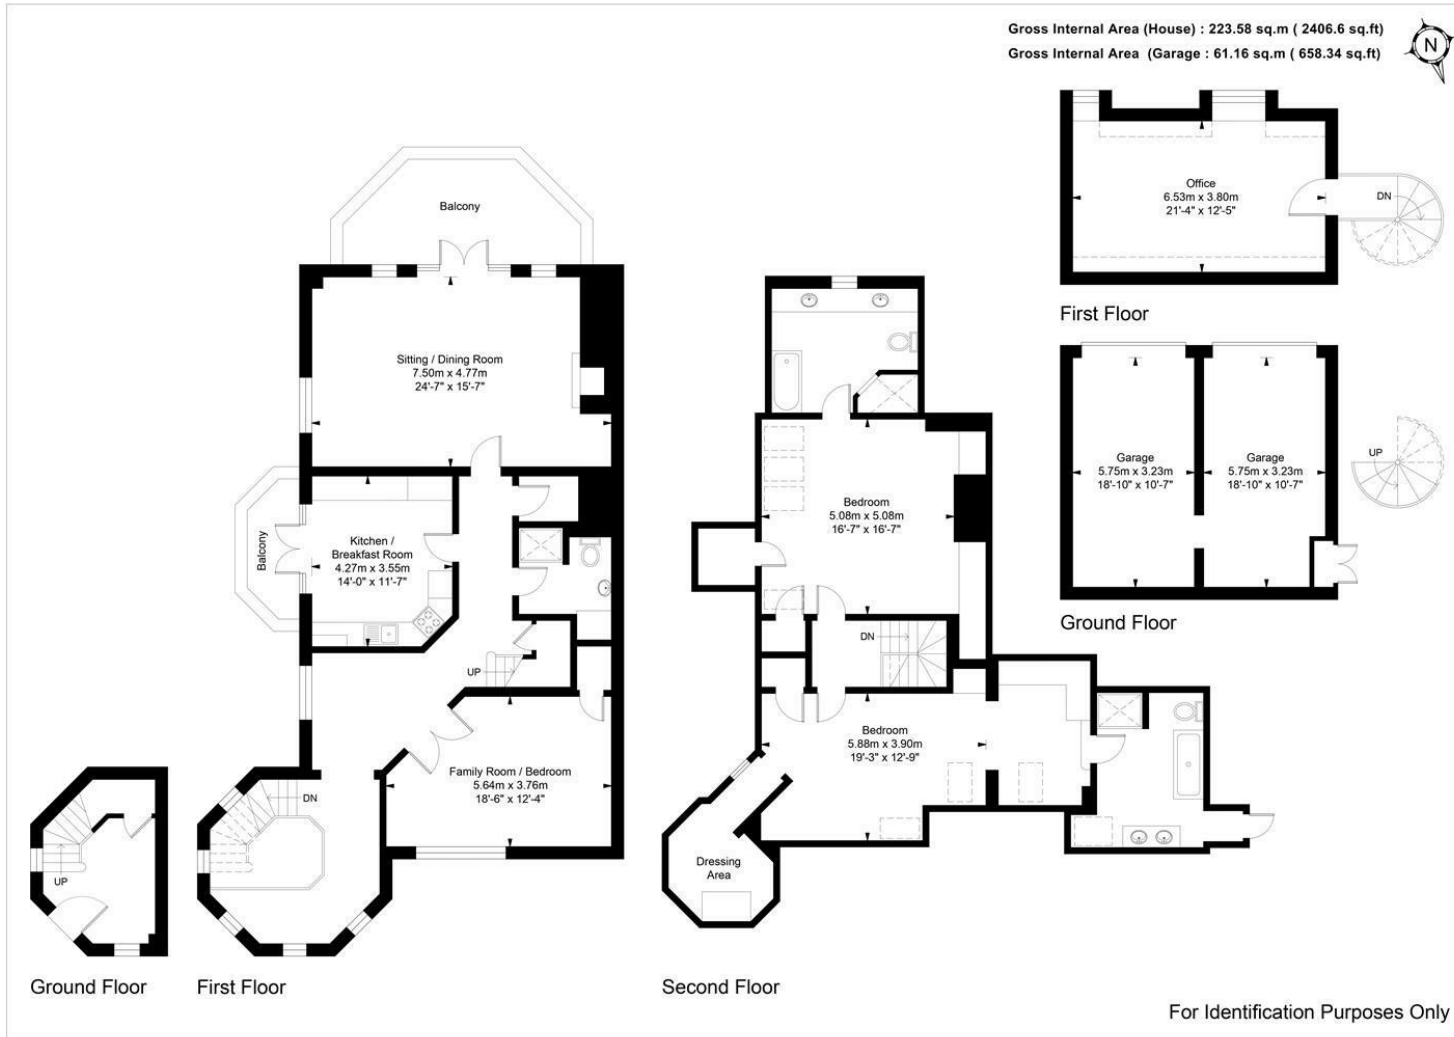 Gross Internal Area (House) : 223.58 sq.m ( 2406.6 sq.ft)
Gross Internal Area (Garage : 61.16 sq.m ( 658.34 sq.ft)
N
Office
6.53m x 3.80m
21'-4" x 12'-5"
DN
First Floor
Garage
5.75m x 3.23m
18'-10" x 10'-7"
Garage
5.75m x 3.23m
18'-10" x 10'-7"
UP
Ground Floor
Balcony
Sitting / Dining Room
7.50m x 4.77m
24'-7" x 15'-7"
Balcony
Kitchen /
Breakfast Room
4.27m x 3.55m
14'-0" x 11'-7"
UP
Family Room / Bedroom
5.64m x 3.76m
18'-6" x 12'-4"
DN
UP
Ground Floor
First Floor
Bedroom
5.08m x 5.08m
16'-7" x 16'-7"
DN
Bedroom
5.88m x 3.90m
19'-3" x 12'-9"
Dressing
Area
Second Floor
For Identification Purposes Only